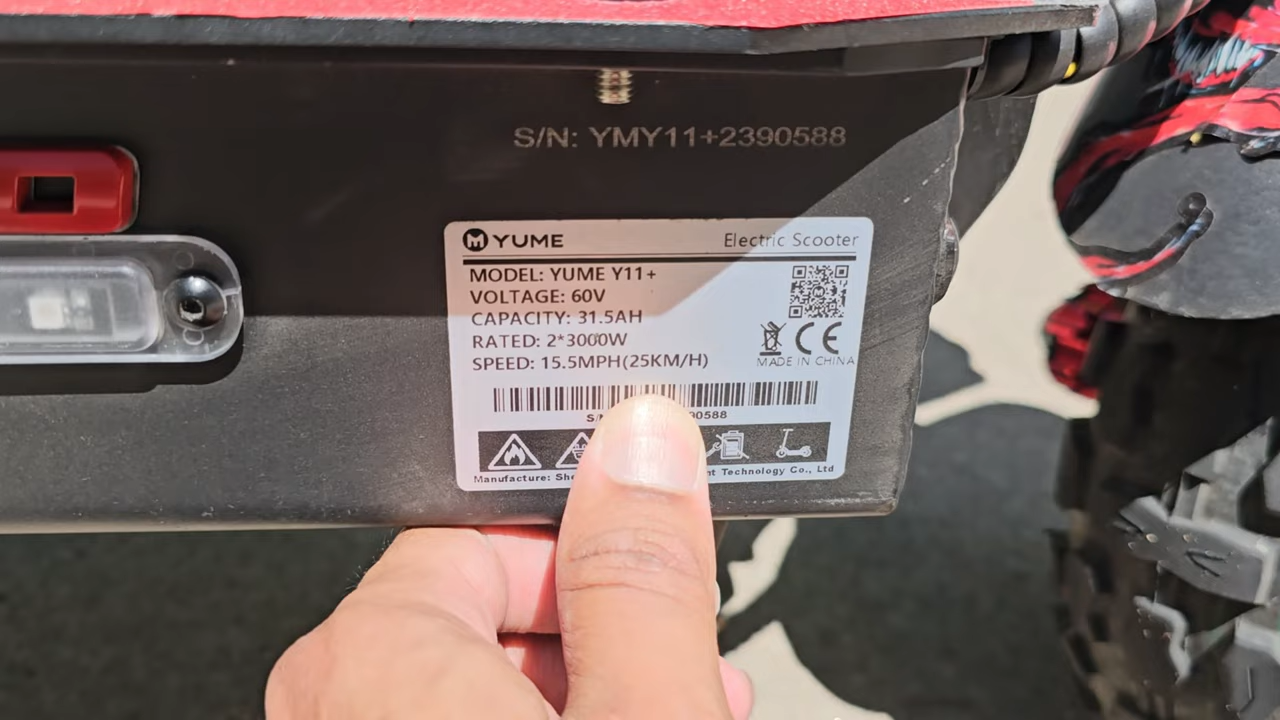 S/N: YMY11+2390588
M YUME Electric Scooter
MODEL: YUME Y11+
VOLTAGE: 60V
CAPACITY: 31.5AH
RATED: 2*3000W
SPEED: 15.5MPH(25KM/H)
CE
MADE IN CHINA
S/ 90588
Manufacture: Technology Co., Ltd